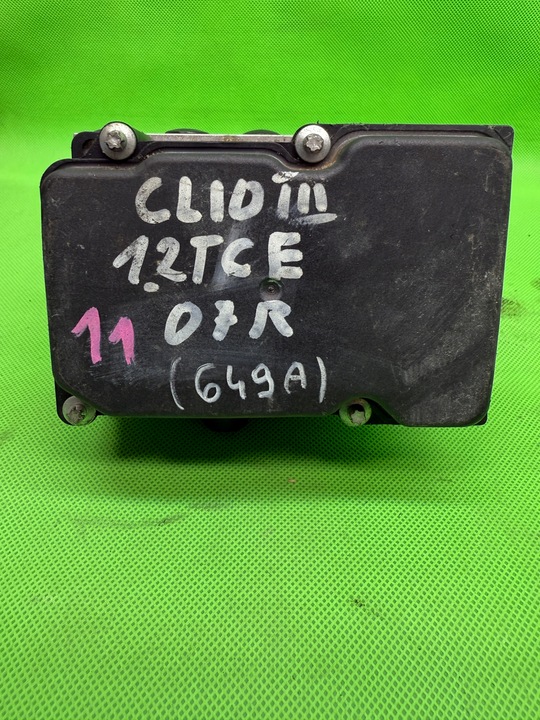 CLIO III
1.2TCE
11 07R
(649A)